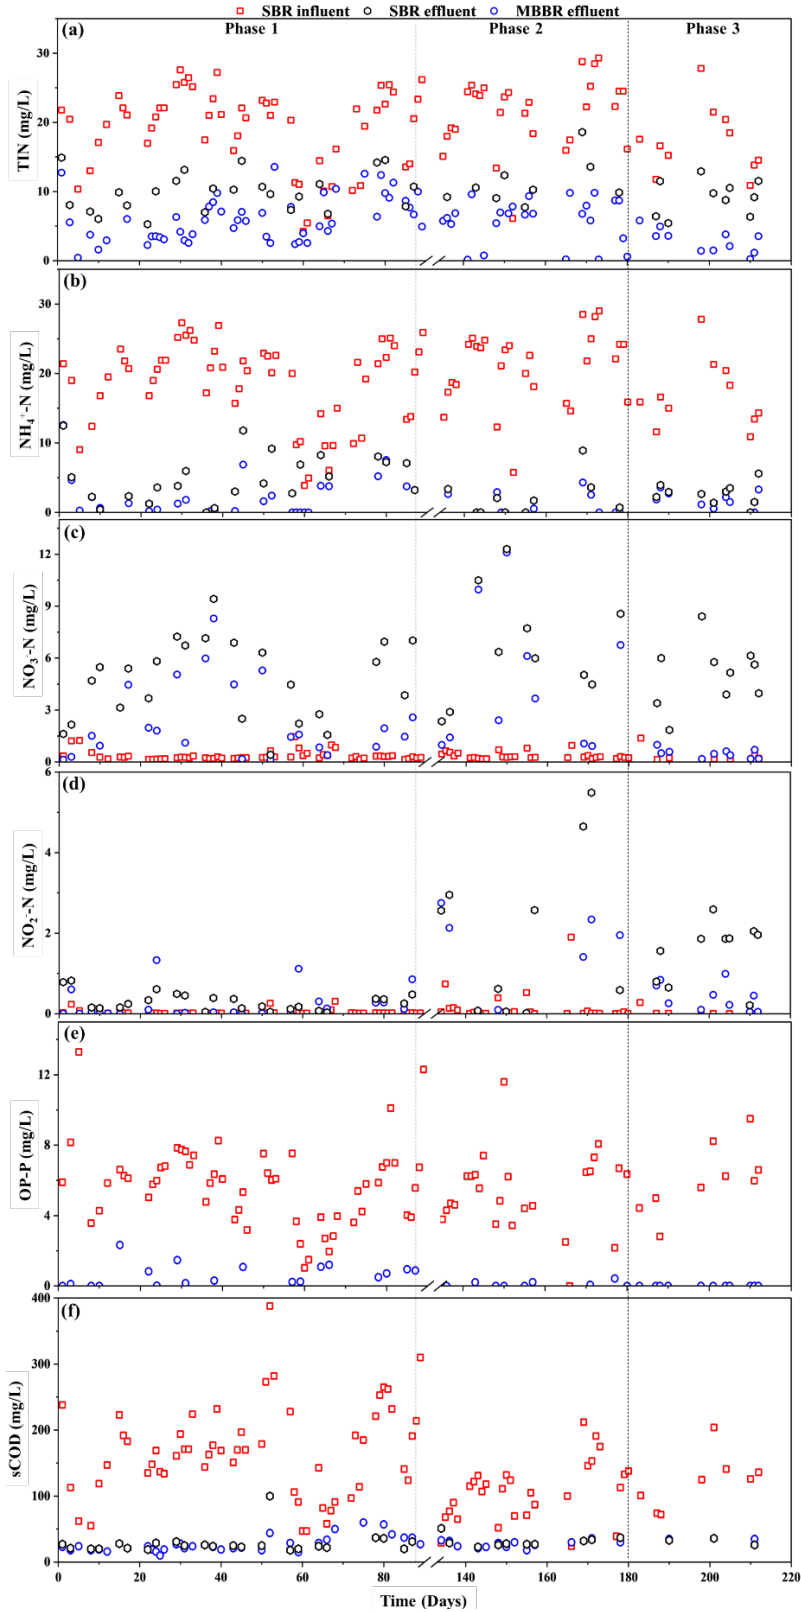 SBR influent SBR effluent MBBR effluent
(a) Phase 1 Phase 2 Phase 3
30
20
10
0
TIN (mg/L)
(b)
30
20
10
0
NH₄⁺-N (mg/L)
(c)
12
9
6
3
0
NO₃⁻-N (mg/L)
(d)
6
4
2
0
NO₂⁻-N (mg/L)
(e)
12
8
4
0
OP-P (mg/L)
(f)
400
300
200
100
0
sCOD (mg/L)
0 20 40 60 80 140 160 180 200 220
Time (Days)